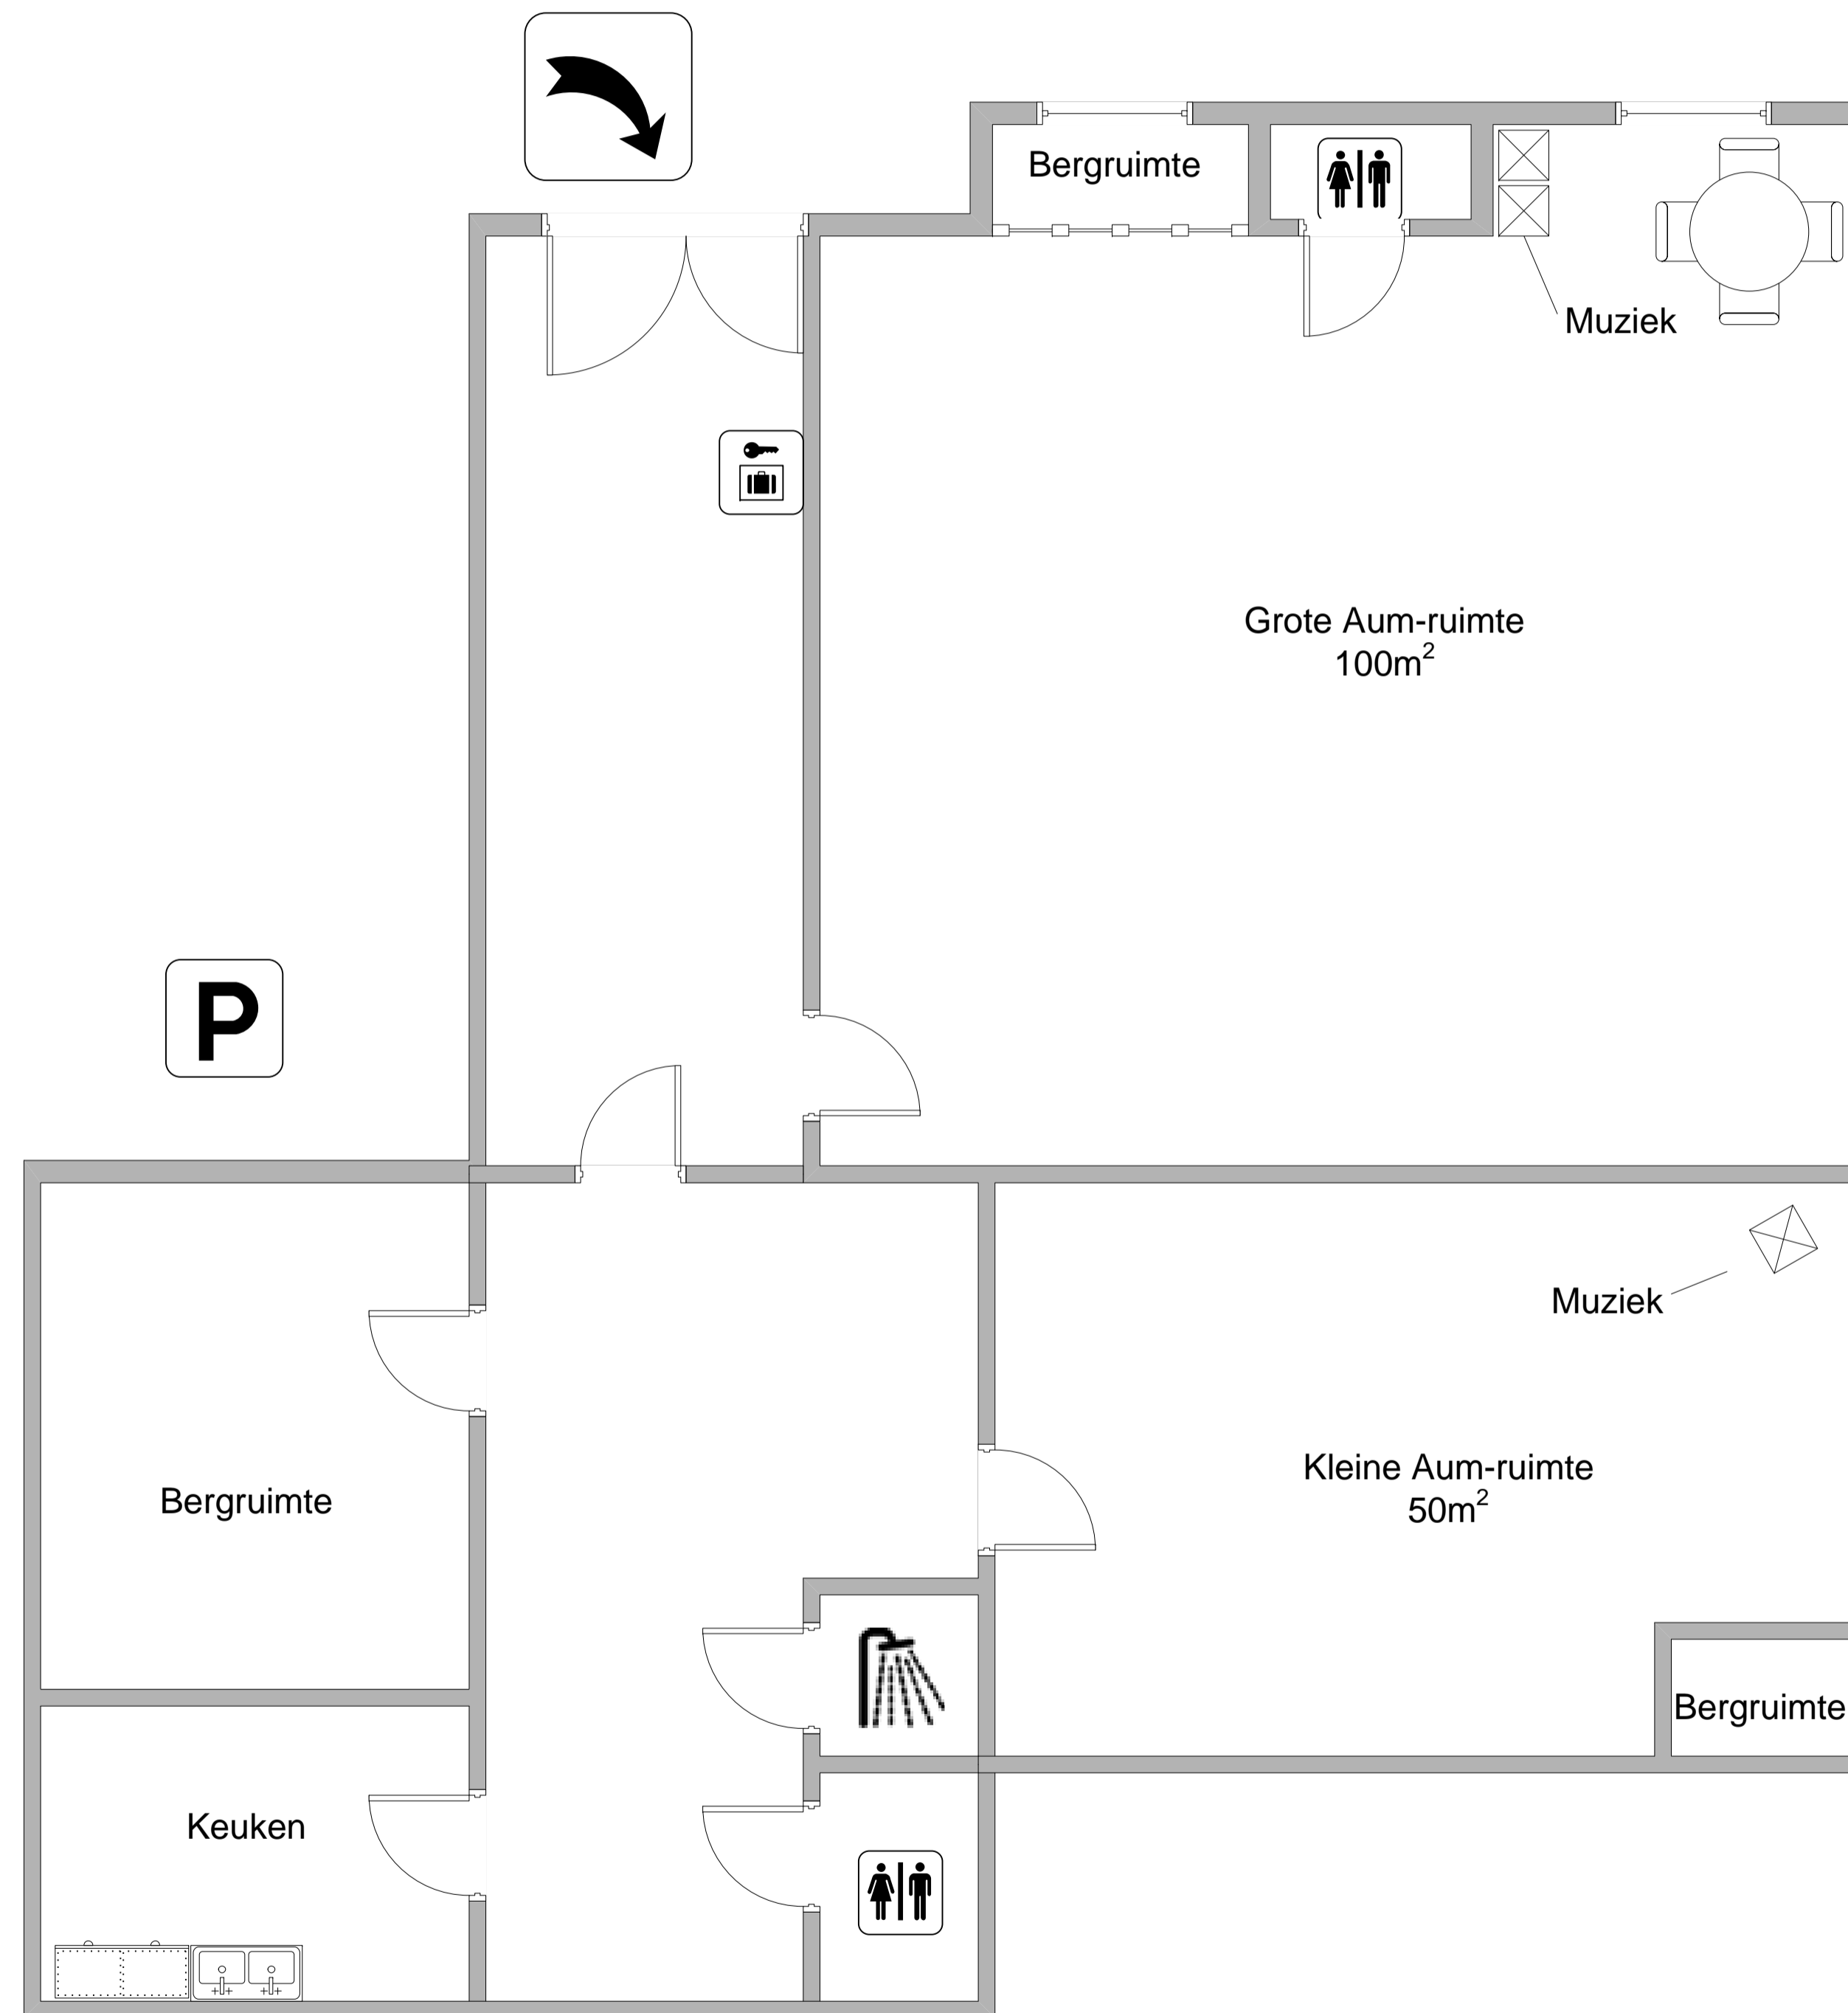 Bergruimte
Muziek
Grote Aum-ruimte
100m²
P
Muziek
Kleine Aum-ruimte
50m²
Bergruimte
Bergruimte
Keuken